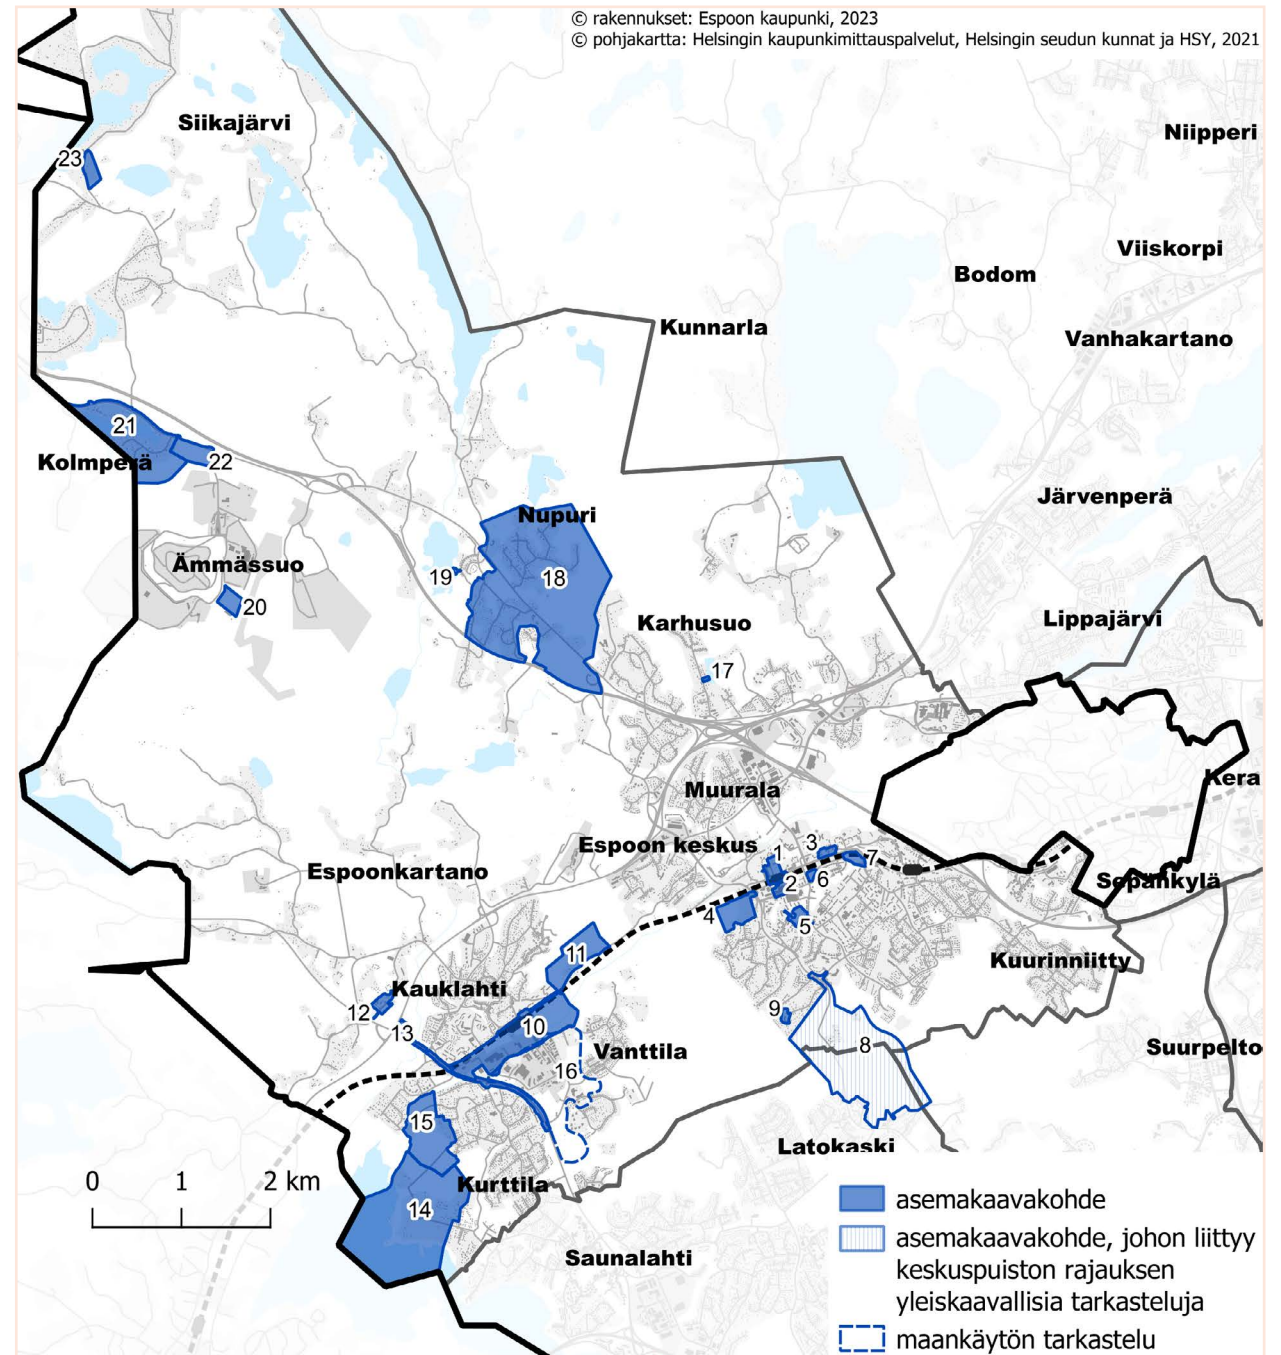 © rakennukset: Espoon kaupunki, 2023
© pohjakartta: Helsingin kaupunkimittauspalvelut, Helsingin seudun kunnat ja HSY, 2021
Siikajärvi
Niipperi
23
Viiskorpi
Bodom
Kunnarla
Vanhakartano
21
Kolmperä
22
Järvenperä
Nupuri
Ämmässuo
19
18
20
Lippajärvi
Karhusuo
17
Kera
Muurala
Espoon keskus
1
3
7
Espoonkartano
2
6
Sepänkylä
4
5
11
Kuurinniitty
Kauklahti
12
9
13
10
8
Vanttila
Suurpelto
16
15
Latokaski
0 1 2 km
Kurttila
14
Saunalahti
asemakaavakohde
asemakaavakohde, johon liittyy
keskuspuiston rajauksen
yleiskaavallisia tarkasteluja
maankäytön tarkastelu